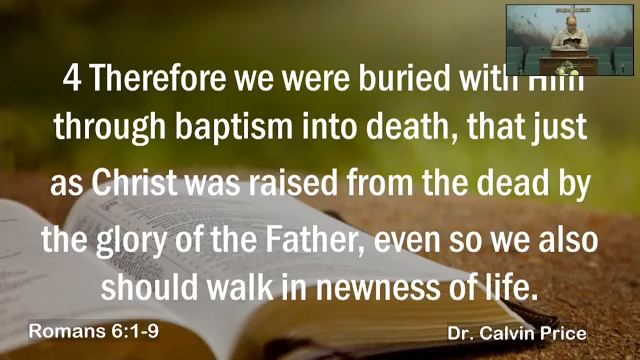 4 Therefore we were buried with Him
through baptism into death, that just
as Christ was raised from the dead by
the glory of the Father, even so we also
should walk in newness of life.
Romans 6:1-9
Dr. Calvin Price